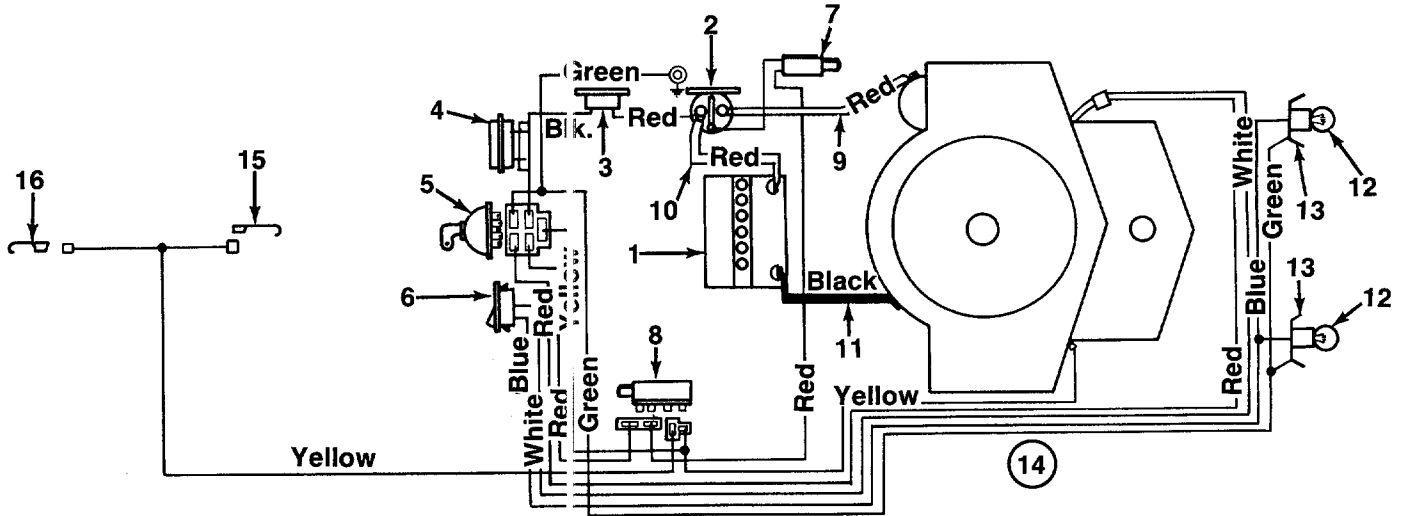 2
7
Green
Red
4
Blk.
Red
3
9
Red
10
15
16
5
1
6
Black
11
White
Green
12
13
13
Blue
12
Red
Yellow
Red
8
Blue
White
Red
Green
Red
Yellow
Yellow
14